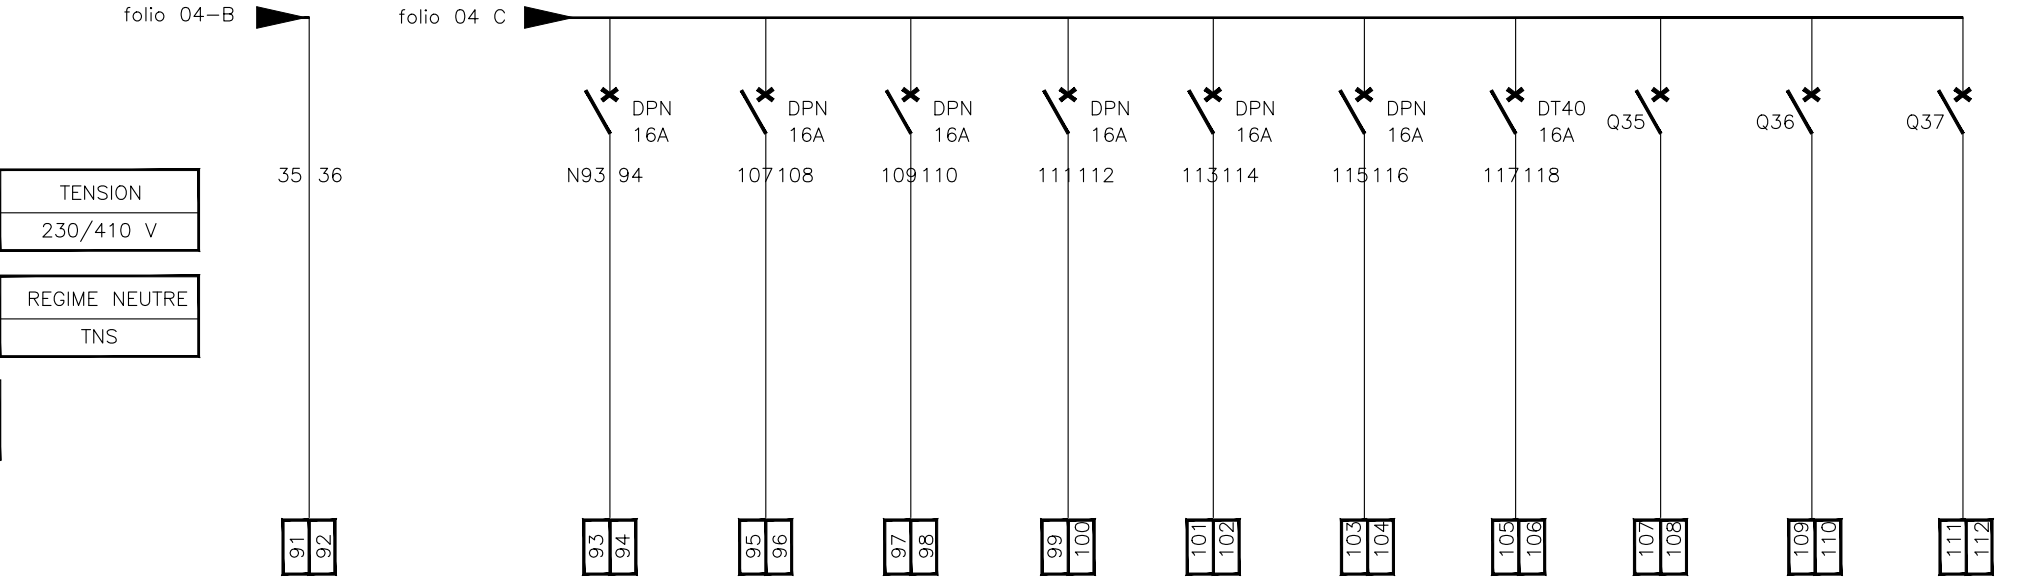 folio 04-B
folio 04 C
DPN
16A
DPN
16A
DPN
16A
DPN
16A
DPN
16A
DPN
16A
DT40
16A
Q35
Q36
Q37
35 36
N93 94
107 108
109 110
111 112
113 114
115 116
117 118
TENSION
230/410 V
REGIME NEUTRE
TNS
91 92
93 94
95 96
97 98
99 100
101 102
103 104
105 106
107 108
109 110
111 112